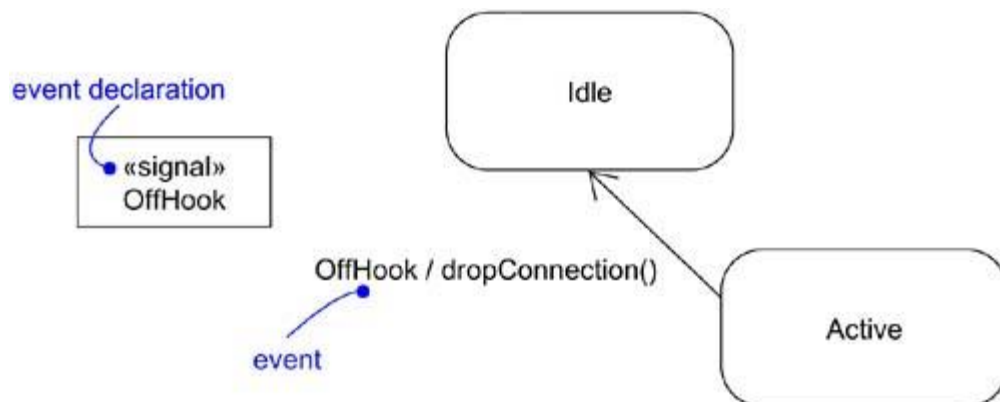 Idle
event declaration
«signal»
OffHook
OffHook / dropConnection()
Active
event